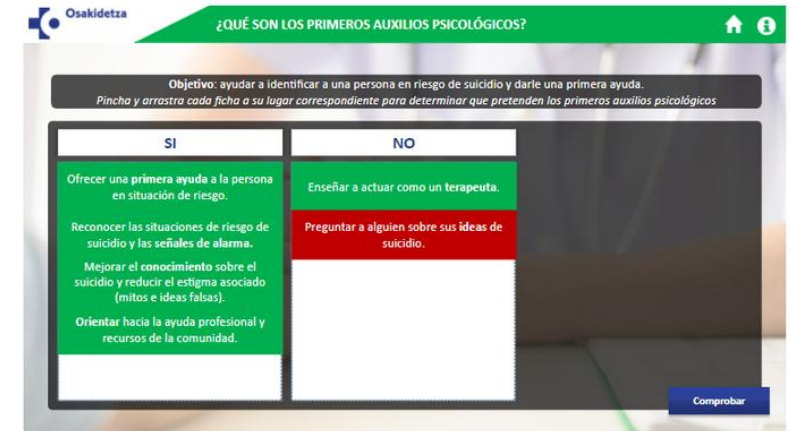 Osakidetza
¿QUÉ SON LOS PRIMEROS AUXILIOS PSICOLÓGICOS?
Objetivo: ayudar a identificar a una persona en riesgo de suicidio y darle una primera ayuda.
Pincha y arrastra cada ficha a su lugar correspondiente para determinar que pretenden los primeros auxilios psicológicos
SI
NO
Ofrecer una primera ayuda a la persona
en situación de riesgo.
Enseñar a actuar como un terapeuta.
Reconocer las situaciones de riesgo de
suicidio y las señales de alarma.
Preguntar a alguien sobre sus ideas de
suicidio.
Mejorar el conocimiento sobre el
suicidio y reducir el estigma asociado
(mitos e ideas falsas).
Orientar hacia la ayuda profesional y
recursos de la comunidad.
Comprobar